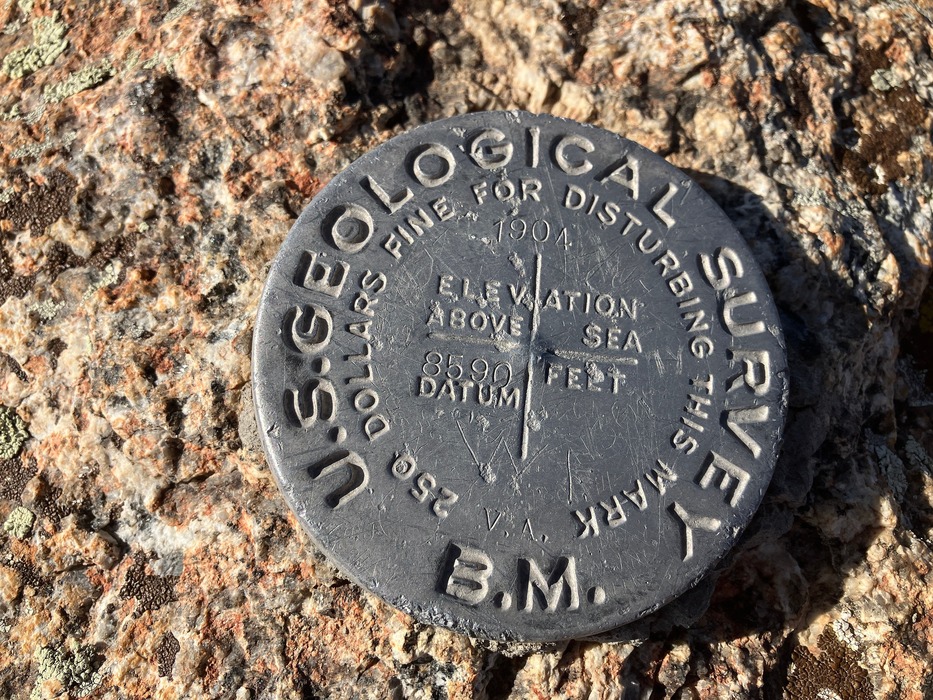 U.S. GEOLOGICAL SURVEY
250 DOLLARS FINE FOR DISTURBING THIS MARK
1904
ELEVATION
ABOVE SEA
8590 FEET
DATUM
B.M.